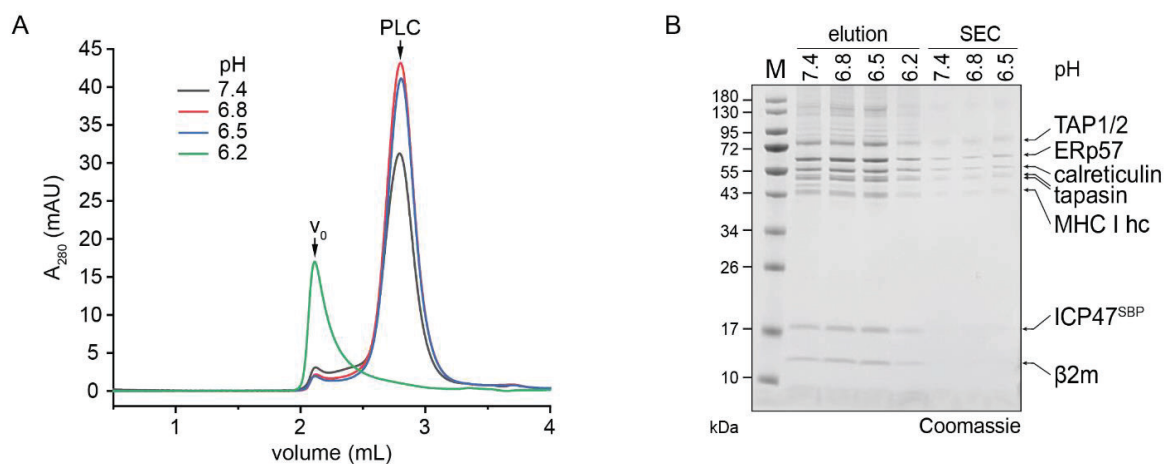 A
PLC
pH
7.4
6.8
6.5
6.2
V₀
A₂₈₀ (mAU)
45
40
35
30
25
20
15
10
5
0
1
2
3
4
volume (mL)
B
elution SEC
M 7.4 6.8 6.5 6.2 7.4 6.8 6.5 pH
180
130
95
72
55
43
34
26
17
10
kDa
TAP1/2
ERp57
calreticulin
tapasin
MHC I hc
ICP47ˢᴮᴾ
β2m
Coomassie